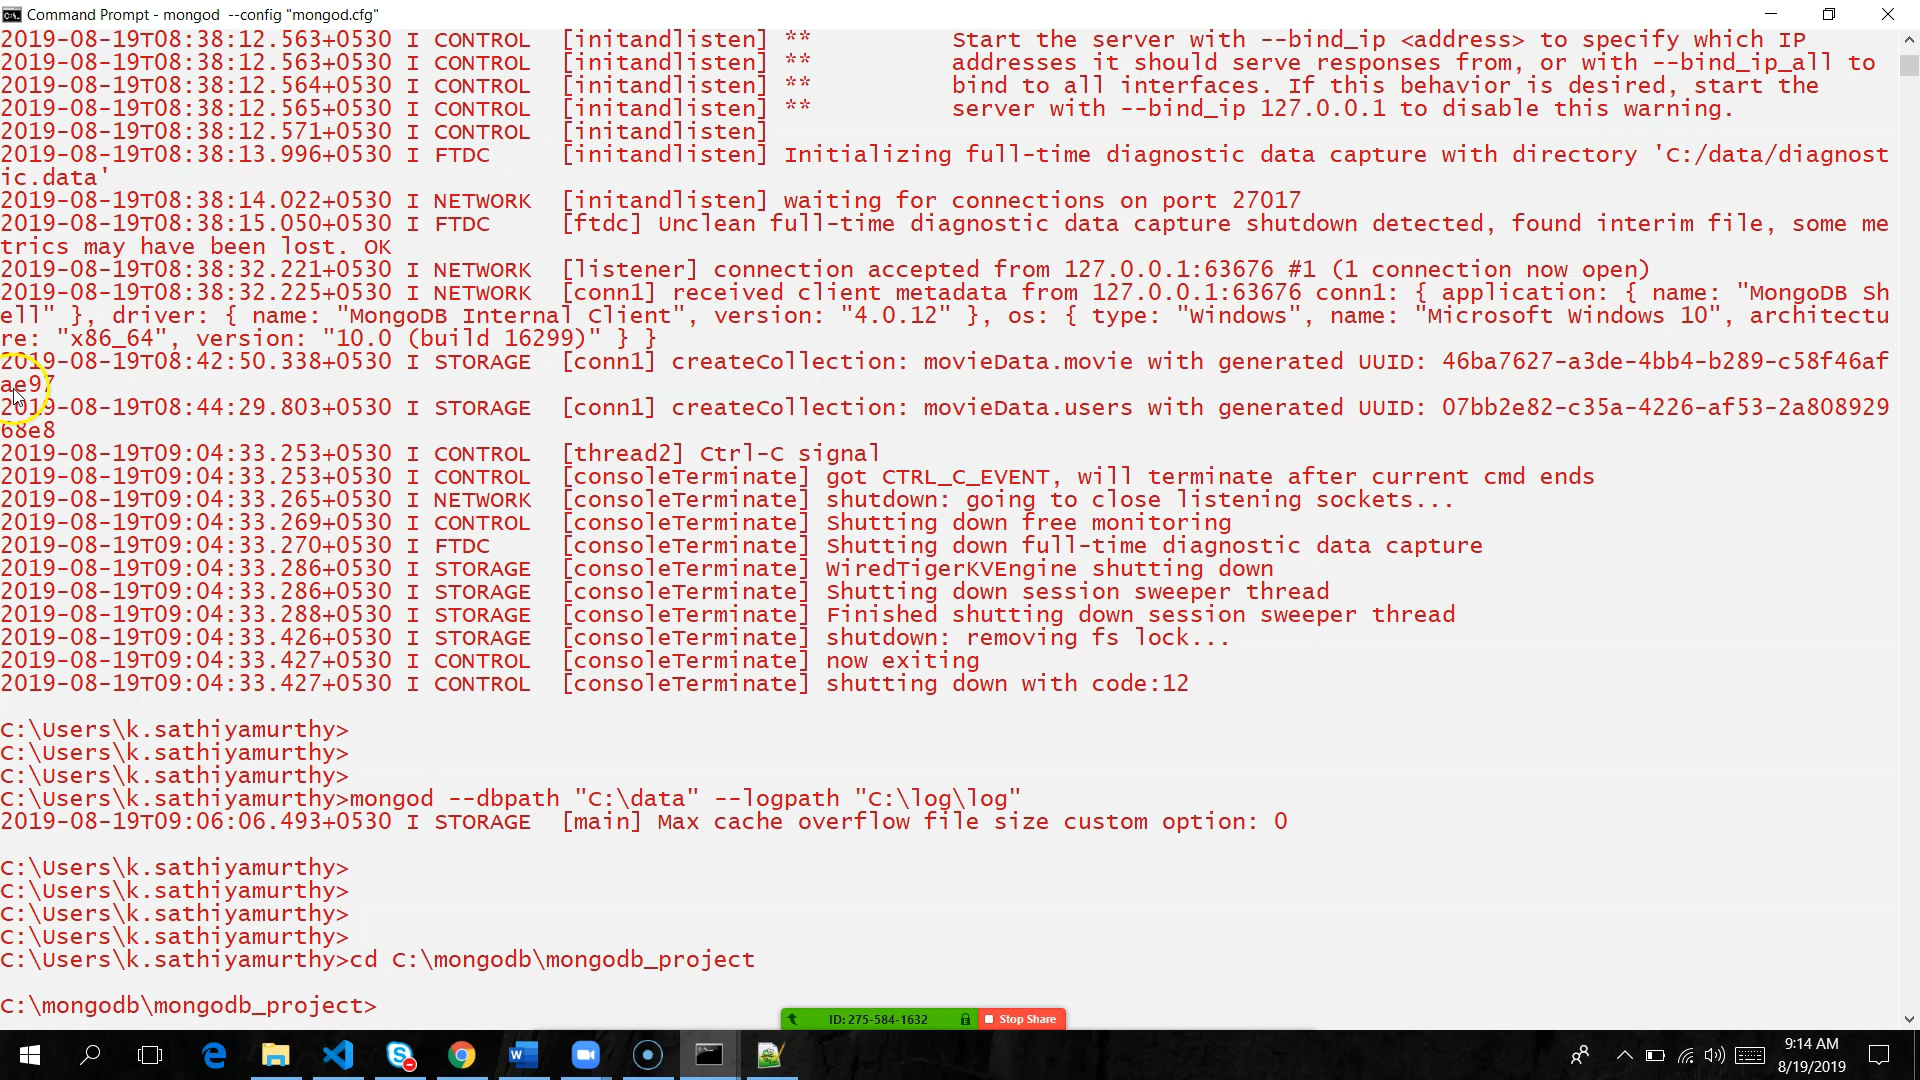 Command Prompt - mongod  --config "mongod.cfg"
2019-08-19T08:38:12.563+0530 I CONTROL  [initandlisten] **          Start the server with --bind_ip <address> to specify which IP
2019-08-19T08:38:12.563+0530 I CONTROL  [initandlisten] **          addresses it should serve responses from, or with --bind_ip_all to
2019-08-19T08:38:12.564+0530 I CONTROL  [initandlisten] **          bind to all interfaces. If this behavior is desired, start the
2019-08-19T08:38:12.565+0530 I CONTROL  [initandlisten] **          server with --bind_ip 127.0.0.1 to disable this warning.
2019-08-19T08:38:12.571+0530 I CONTROL  [initandlisten]
2019-08-19T08:38:13.996+0530 I FTDC     [initandlisten] Initializing full-time diagnostic data capture with directory 'C:/data/diagnost
ic.data'
2019-08-19T08:38:14.022+0530 I NETWORK  [initandlisten] waiting for connections on port 27017
2019-08-19T08:38:15.050+0530 I FTDC     [ftdc] Unclean full-time diagnostic data capture shutdown detected, found interim file, some me
trics may have been lost. OK
2019-08-19T08:38:32.221+0530 I NETWORK  [listener] connection accepted from 127.0.0.1:63676 #1 (1 connection now open)
2019-08-19T08:38:32.225+0530 I NETWORK  [conn1] received client metadata from 127.0.0.1:63676 conn1: { application: { name: "MongoDB Sh
ell" }, driver: { name: "MongoDB Internal Client", version: "4.0.12" }, os: { type: "Windows", name: "Microsoft Windows 10", architectu
re: "x86_64", version: "10.0 (build 16299)" } }
2019-08-19T08:42:50.338+0530 I STORAGE  [conn1] createCollection: movieData.movie with generated UUID: 46ba7627-a3de-4bb4-b289-c58f46af
ae97
2019-08-19T08:44:29.803+0530 I STORAGE  [conn1] createCollection: movieData.users with generated UUID: 07bb2e82-c35a-4226-af53-2a808929
68e8
2019-08-19T09:04:33.253+0530 I CONTROL  [thread2] Ctrl-C signal
2019-08-19T09:04:33.253+0530 I CONTROL  [consoleTerminate] got CTRL_C_EVENT, will terminate after current cmd ends
2019-08-19T09:04:33.265+0530 I NETWORK  [consoleTerminate] shutdown: going to close listening sockets...
2019-08-19T09:04:33.269+0530 I CONTROL  [consoleTerminate] Shutting down free monitoring
2019-08-19T09:04:33.270+0530 I FTDC     [consoleTerminate] Shutting down full-time diagnostic data capture
2019-08-19T09:04:33.286+0530 I STORAGE  [consoleTerminate] WiredTigerKVEngine shutting down
2019-08-19T09:04:33.286+0530 I STORAGE  [consoleTerminate] Shutting down session sweeper thread
2019-08-19T09:04:33.288+0530 I STORAGE  [consoleTerminate] Finished shutting down session sweeper thread
2019-08-19T09:04:33.426+0530 I STORAGE  [consoleTerminate] shutdown: removing fs lock...
2019-08-19T09:04:33.427+0530 I CONTROL  [consoleTerminate] now exiting
2019-08-19T09:04:33.427+0530 I CONTROL  [consoleTerminate] shutting down with code:12
C:\Users\k.sathiyamurthy>
C:\Users\k.sathiyamurthy>
C:\Users\k.sathiyamurthy>
C:\Users\k.sathiyamurthy>mongod --dbpath "C:\data" --logpath "C:\log\log"
2019-08-19T09:06:06.493+0530 I STORAGE  [main] Max cache overflow file size custom option: 0
C:\Users\k.sathiyamurthy>
C:\Users\k.sathiyamurthy>
C:\Users\k.sathiyamurthy>
C:\Users\k.sathiyamurthy>
C:\Users\k.sathiyamurthy>cd C:\mongodb\mongodb_project
C:\mongodb\mongodb_project>
ID: 275-584-1632 Stop Share
9:14 AM
8/19/2019